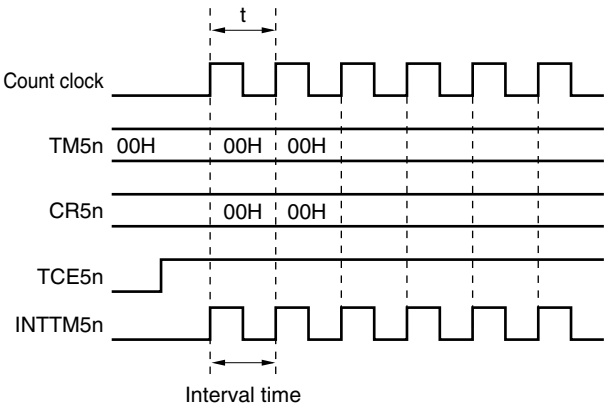 t
Count clock
TM5n 00H 00H 00H
CR5n 00H 00H
TCE5n
INTTM5n
Interval time